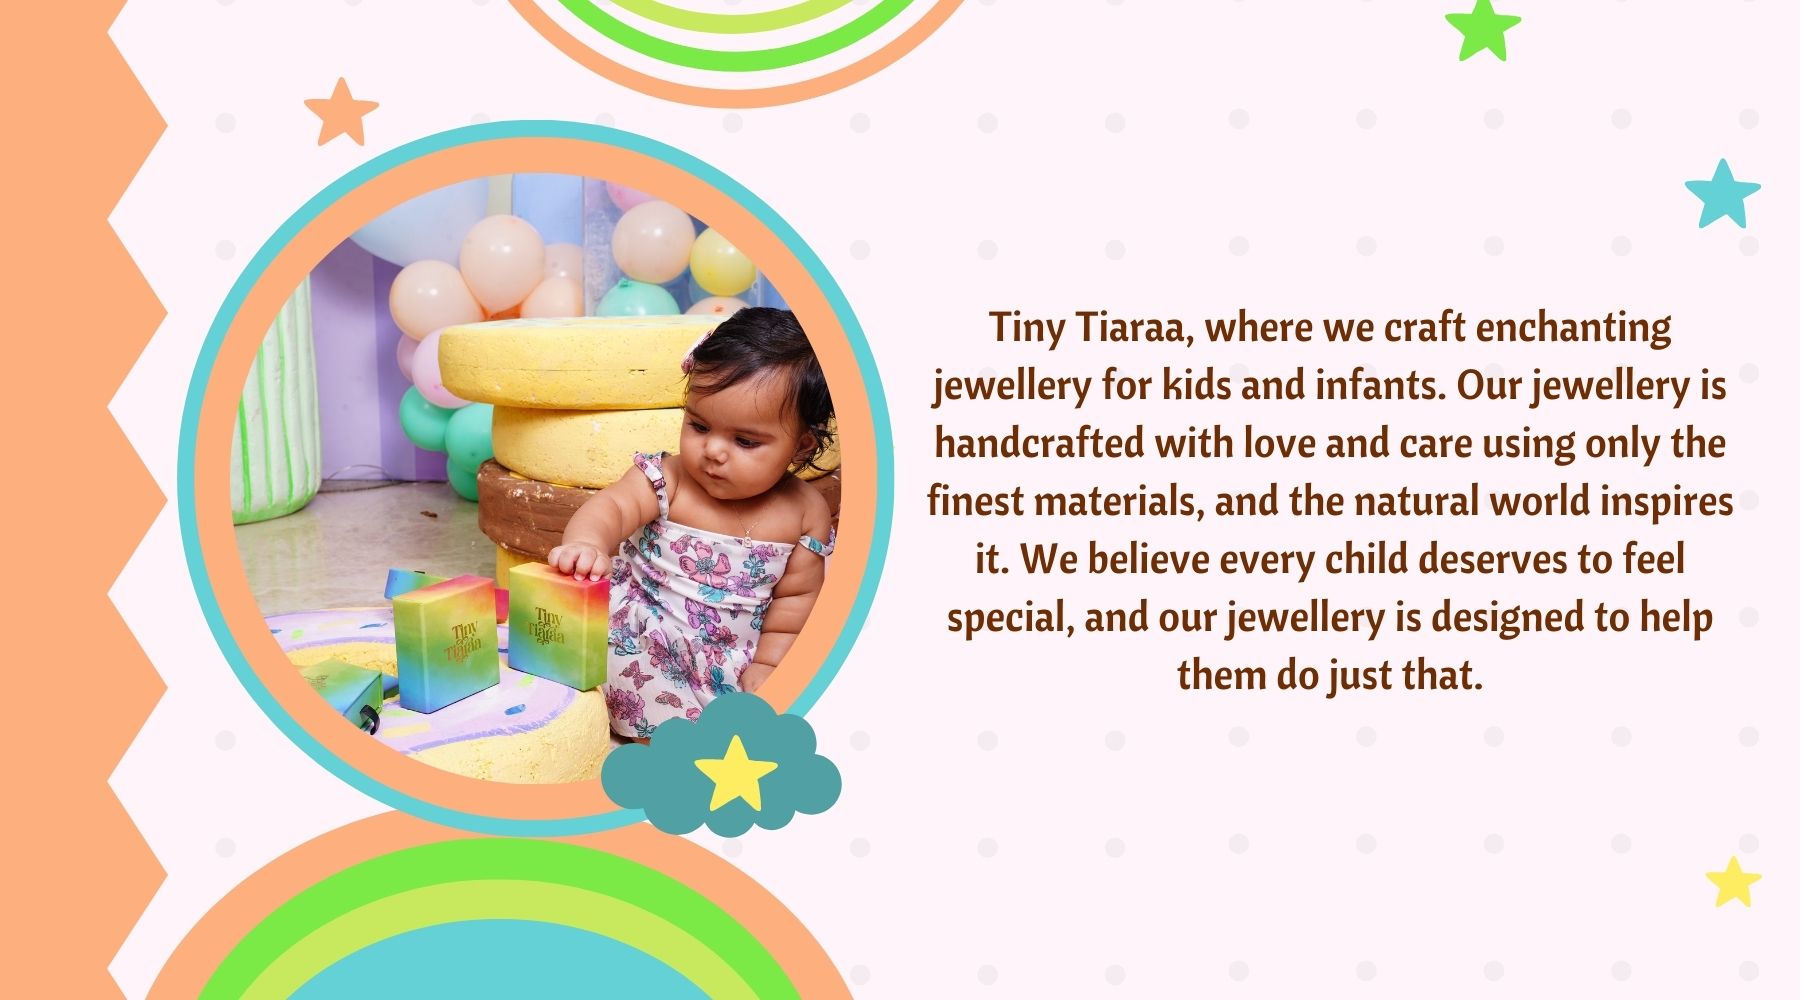 Tiny Tiaraa, where we craft enchanting
jewellery for kids and infants. Our jewellery is
handcrafted with love and care using only the
finest materials, and the natural world inspires
it. We believe every child deserves to feel
special, and our jewellery is designed to help
them do just that.
Tiny
Tiaraa
Tiny
Tiaraa